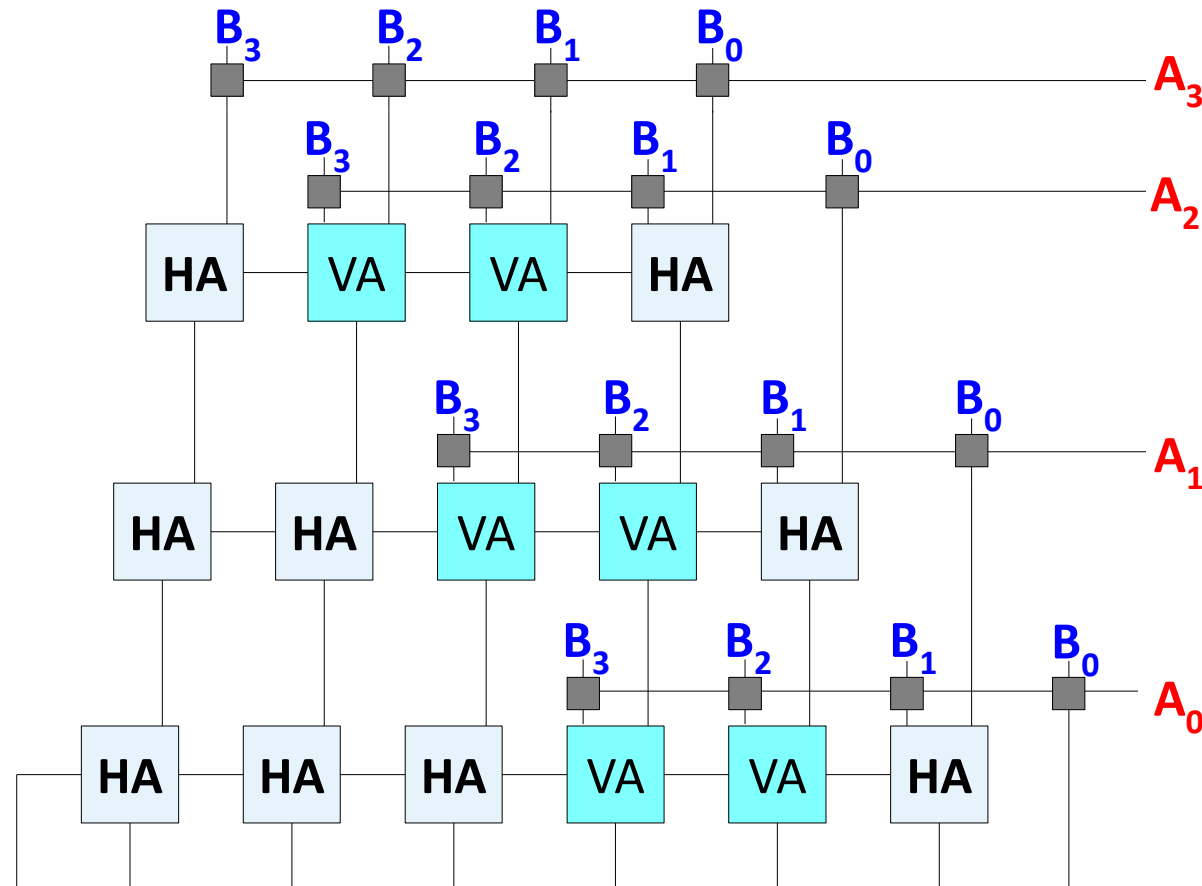 B₃ B₂ B₁ B₀ A₃
B₃ B₂ B₁ B₀ A₂
HA VA VA HA
B₃ B₂ B₁ B₀ A₁
HA HA VA VA HA
B₃ B₂ B₁ B₀ A₀
HA HA HA VA VA HA